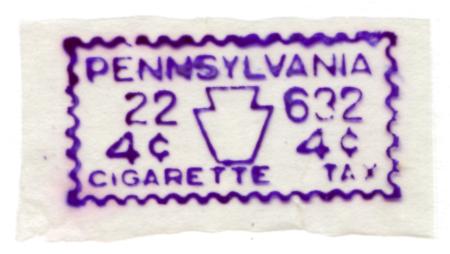 PENNSYLVANIA
22 632
4¢ 4¢
CIGARETTE TAX